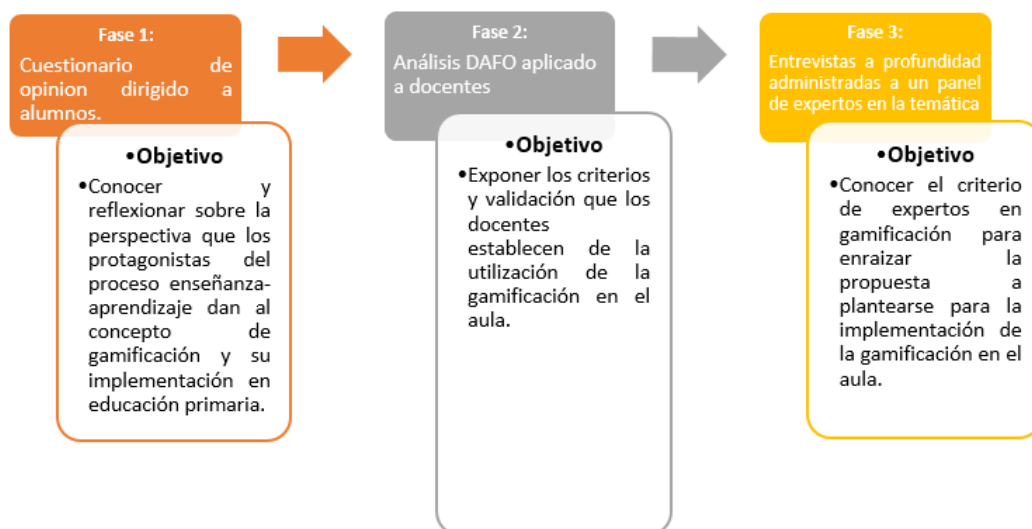 Fase 1:
Cuestionario de
opinion dirigido a
alumnos.
•Objetivo
•Conocer y
reflexionar sobre la
perspectiva que los
protagonistas del
proceso enseñanza-
aprendizaje dan al
concepto de
gamificación y su
implementación en
educación primaria.
Fase 2:
Análisis DAFO aplicado
a docentes
•Objetivo
•Exponer los criterios
y validación que los
docentes
establecen de la
utilización de la
gamificación en el
aula.
Fase 3:
Entrevistas a profundidad
administradas a un panel
de expertos en la temática
•Objetivo
•Conocer el criterio
de expertos en
gamificación para
enraizar la
propuesta a
plantearse para la
implementación de
la gamificación en el
aula.